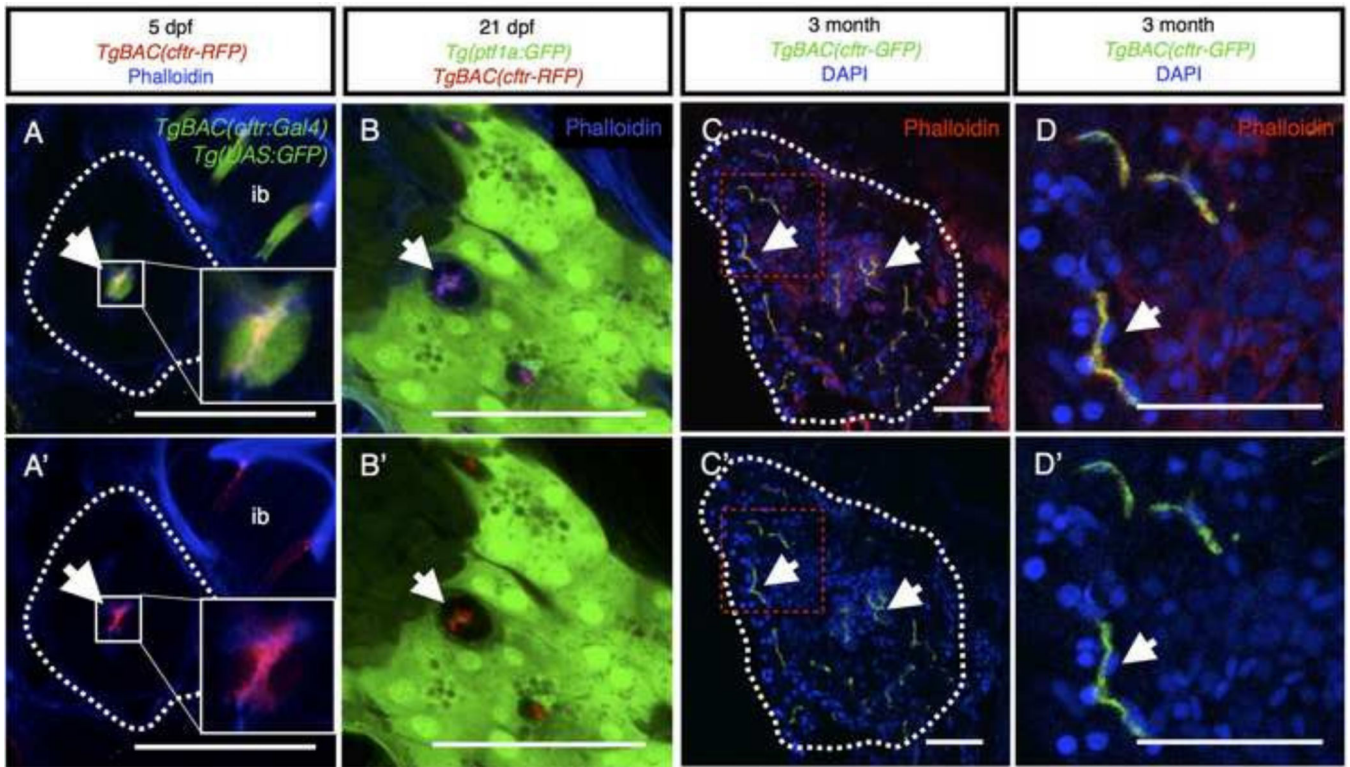 5 dpf
TgBAC(cftr-RFP)
Phalloidin
21 dpf
Tg(ptf1a:GFP)
TgBAC(cftr-RFP)
3 month
TgBAC(cftr-GFP)
DAPI
3 month
TgBAC(cftr-GFP)
DAPI
A
TgBAC(cftr:Gal4)
Tg(UAS:GFP)
ib
B
Phalloidin
C
Phalloidin
D
Phalloidin
A'
ib
B'
C'
D'